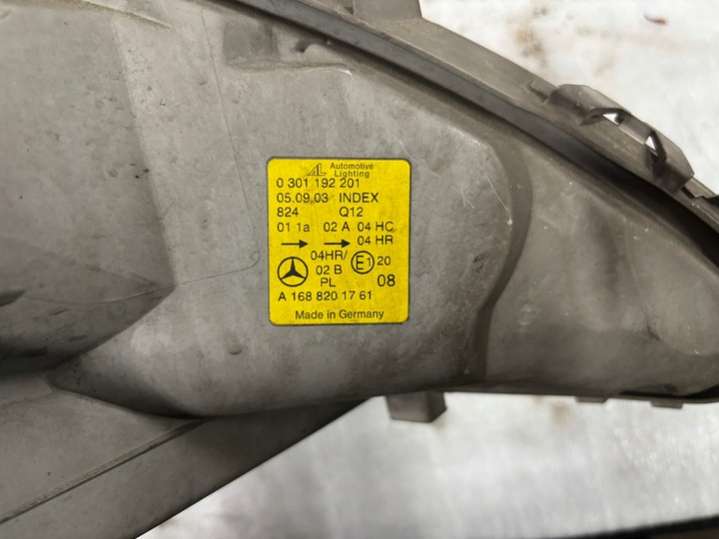 AL Automotive Lighting
0 301 192 201
05.09.03 INDEX
824 Q12
01 1a 02 A 04 HC
04 HR
04HR/
02 B E1 20
PL 08
A 168 820 17 61
Made in Germany